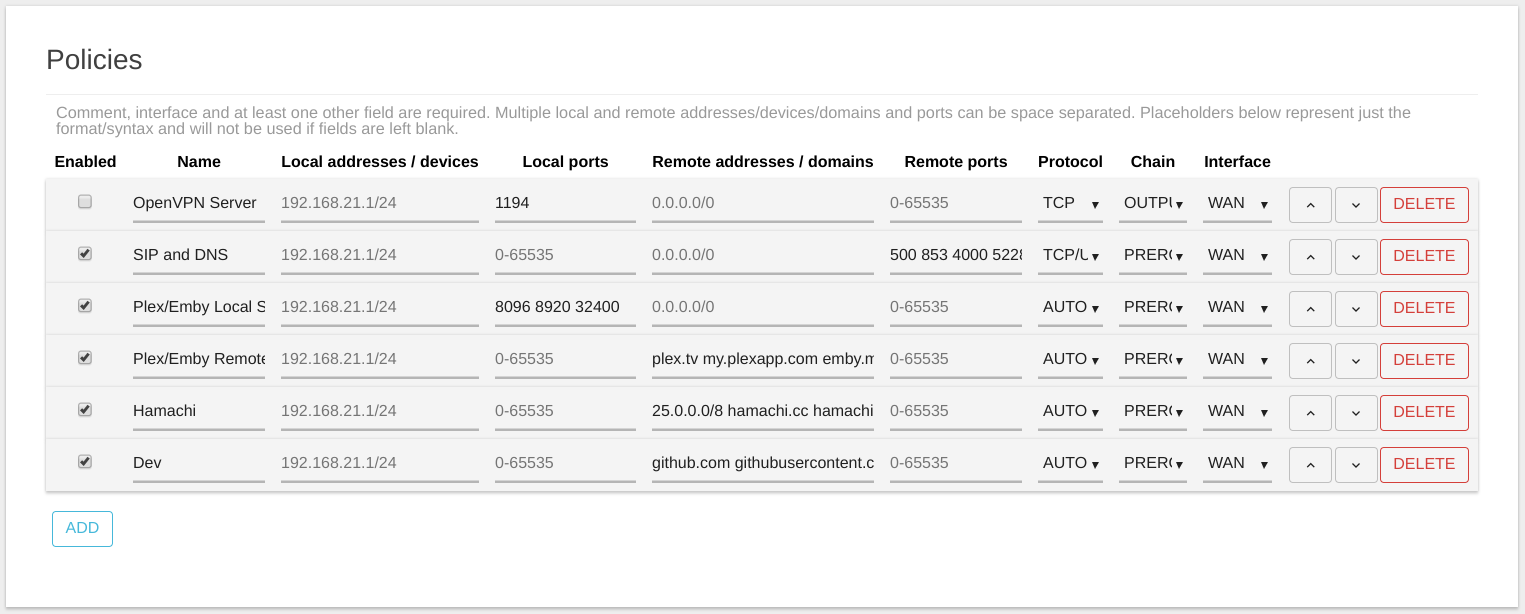 Policies
Comment, interface and at least one other field are required. Multiple local and remote addresses/devices/domains and ports can be space separated. Placeholders below represent just the
format/syntax and will not be used if fields are left blank.
Enabled Name Local addresses / devices Local ports Remote addresses / domains Remote ports Protocol Chain Interface
OpenVPN Server 192.168.21.1/24 1194 0.0.0.0/0 0-65535 TCP OUTPU WAN DELETE
SIP and DNS 192.168.21.1/24 0-65535 0.0.0.0/0 500 853 4000 5228 TCP/U WAN DELETE
Plex/Emby Local S 192.168.21.1/24 8096 8920 32400 0.0.0.0/0 0-65535 AUTO PRERO WAN DELETE
Plex/Emby Remote 192.168.21.1/24 0-65535 plex.tv my.plexapp.com emby.m 0-65535 AUTO PRERO WAN DELETE
Hamachi 192.168.21.1/24 0-65535 25.0.0.0/8 hamachi.cc hamachi 0-65535 AUTO PRERO WAN DELETE
Dev 192.168.21.1/24 0-65535 github.com githubusercontent.c 0-65535 AUTO PRERO WAN DELETE
ADD